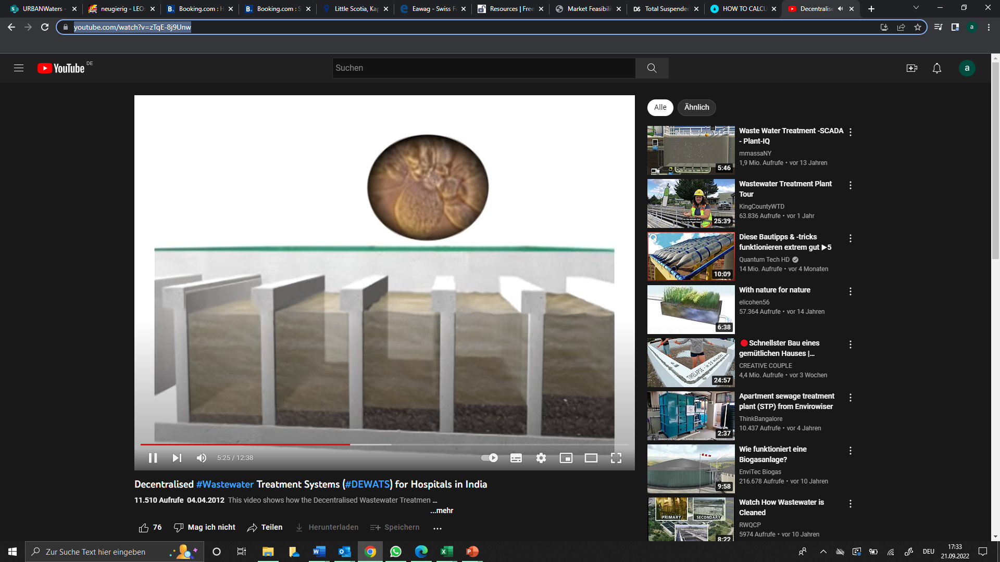 URBANWaters -
neugierig - LEO:
Booking.com : H
Booking.com : S
Little Scotia, Kap
Eawag - Swiss F
Resources | Free
Market Feasibili
DS Total Suspende
HOW TO CALCU
Decentralise
youtube.com/watch?v=zTqE-8j9Unw
a
YouTube DE
Suchen
a
Alle
Ähnlich
Waste Water Treatment -SCADA
- Plant-IQ
mmassaNY
1,9 Mio. Aufrufe • vor 13 Jahren
5:46
Wastewater Treatment Plant
Tour
KingCountyWTD
63.836 Aufrufe • vor 1 Jahr
25:39
Diese Bautipps & -tricks
funktionieren extrem gut ▶5
Quantum Tech HD
14 Mio. Aufrufe • vor 4 Monaten
10:09
With nature for nature
elicohen56
57.364 Aufrufe • vor 14 Jahren
6:38
🔴Schnellster Bau eines
gemütlichen Hauses |...
CREATIVE COUPLE
4,4 Mio. Aufrufe • vor 3 Wochen
TIMELAPSE - in 25 minutes
24:57
Apartment sewage treatment
plant (STP) from Envirowiser
ThinkBangalore
10.437 Aufrufe • vor 4 Jahren
2:37
Wie funktioniert eine
Biogasanlage?
EnviTec Biogas
216.678 Aufrufe • vor 10 Jahren
9:58
Watch How Wastewater is
Cleaned
RWQCP
5974 Aufrufe • vor 10 Jahren
PRIMARY
SECONDARY
8:22
5:25 / 12:38
Decentralised #Wastewater Treatment Systems (#DEWATS) for Hospitals in India
11.510 Aufrufe 04.04.2012 This video shows how the Decentralised Wastewater Treatmen ...
...mehr
76
Mag ich nicht
Teilen
Herunterladen
Speichern
Zur Suche Text hier eingeben
DEU
17:33
21.09.2022